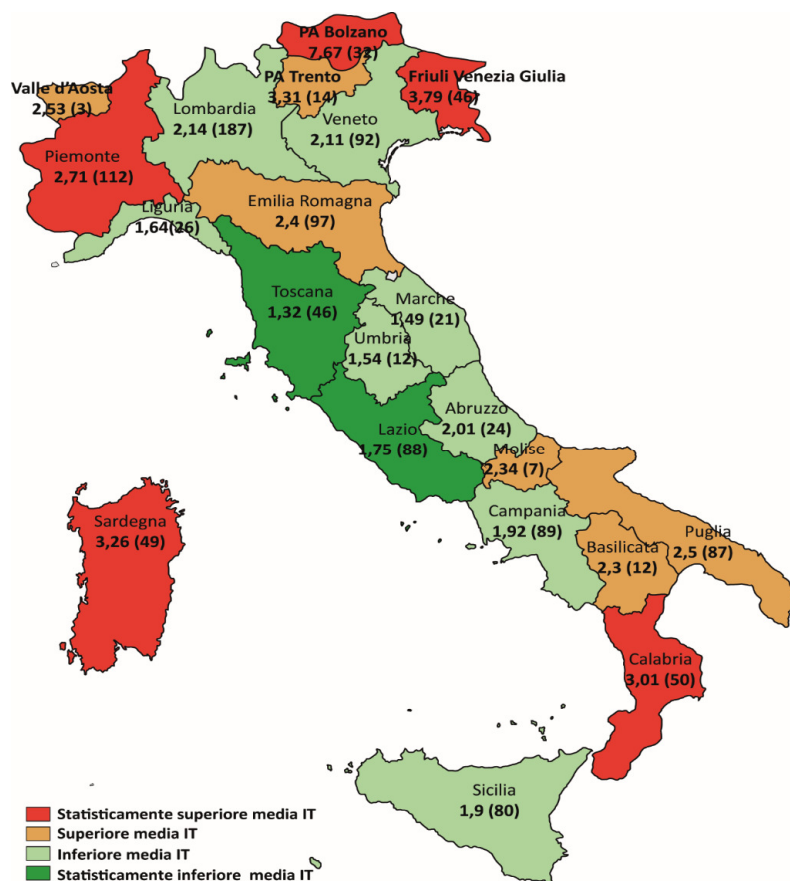 PA Bolzano
7,67 (32)
Valle d'Aosta
2,53 (3)
PA Trento
3,31 (14)
Friuli Venezia Giulia
3,79 (46)
Lombardia
2,14 (187)
Veneto
2,11 (92)
Piemonte
2,71 (112)
Liguria
1,64(26)
Emilia Romagna
2,4 (97)
Toscana
1,32 (46)
Marche
1,49 (21)
Umbria
1,54 (12)
Abruzzo
2,01 (24)
Lazio
1,75 (88)
Molise
2,34 (7)
Campania
1,92 (89)
Basilicata
2,3 (12)
Puglia
2,5 (87)
Sardegna
3,26 (49)
Calabria
3,01 (50)
Sicilia
1,9 (80)
Statisticamente superiore media IT
Superiore media IT
Inferiore media IT
Statisticamente inferiore media IT